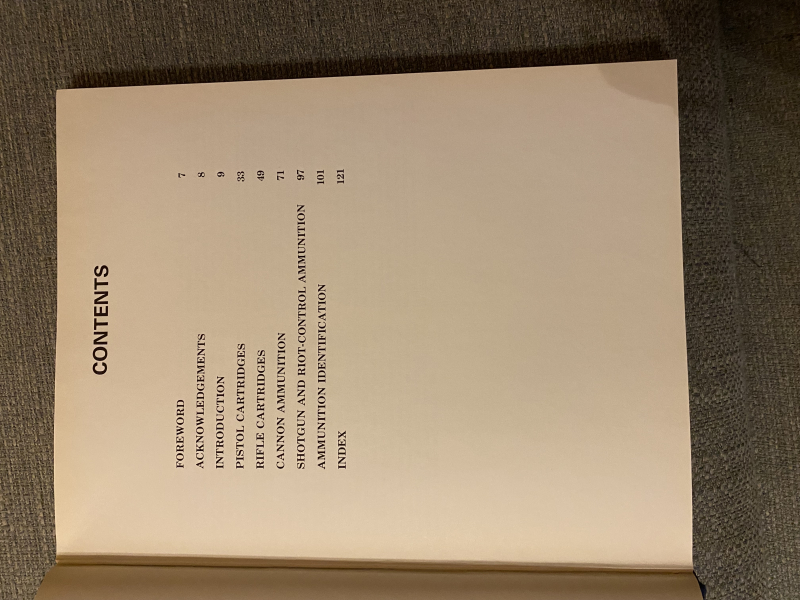 CONTENTS
FOREWORD 7
ACKNOWLEDGEMENTS 8
INTRODUCTION 9
PISTOL CARTRIDGES 33
RIFLE CARTRIDGES 49
CANNON AMMUNITION 71
SHOTGUN AND RIOT-CONTROL AMMUNITION 97
AMMUNITION IDENTIFICATION 101
INDEX 121